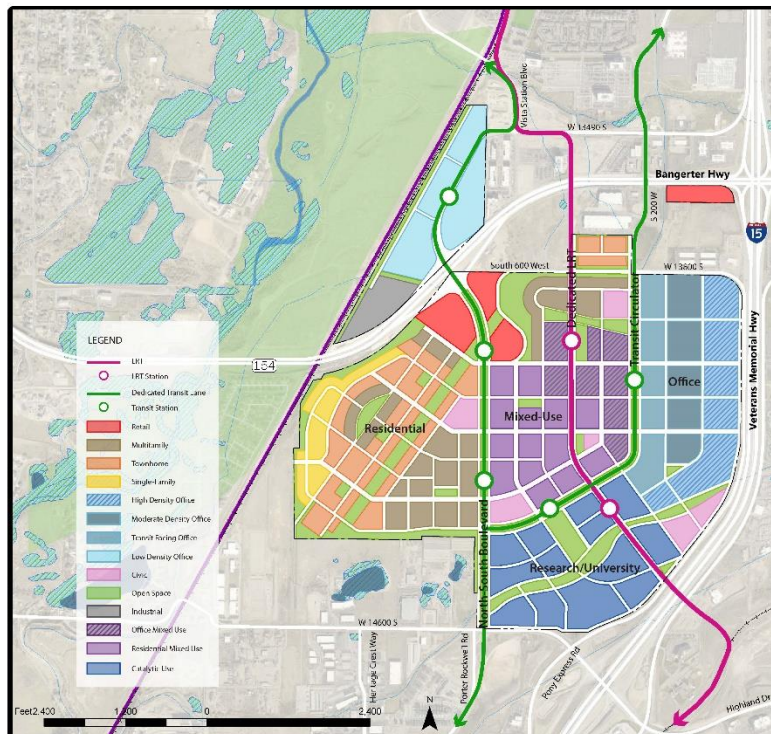 Vista Station Blvd
W 13490 S
Bangerter Hwy
S 200 W
15
South 600 West
Dedicated LRT
W 13800 S
Transit Circulator
Veterans Memorial Hwy
LEGEND
LRT
LRT Station
Dedicated Transit Lane
Transit Station
Retail
Multifamily
Townhome
Single-Family
High Density Office
Moderate Density Office
Transit Facing Office
Low Density Office
Civic
Open Space
Industrial
Office Mixed Use
Residential Mixed Use
Catalytic Use
154
Office
Mixed-Use
Residential
North-South Boulevard
Research/University
W 14600 S
Heritage Crest Way
Porter Rockwell Rd
Pony Express Rd
Highland Dr
N
Feet2,400
1,200
0
2,400